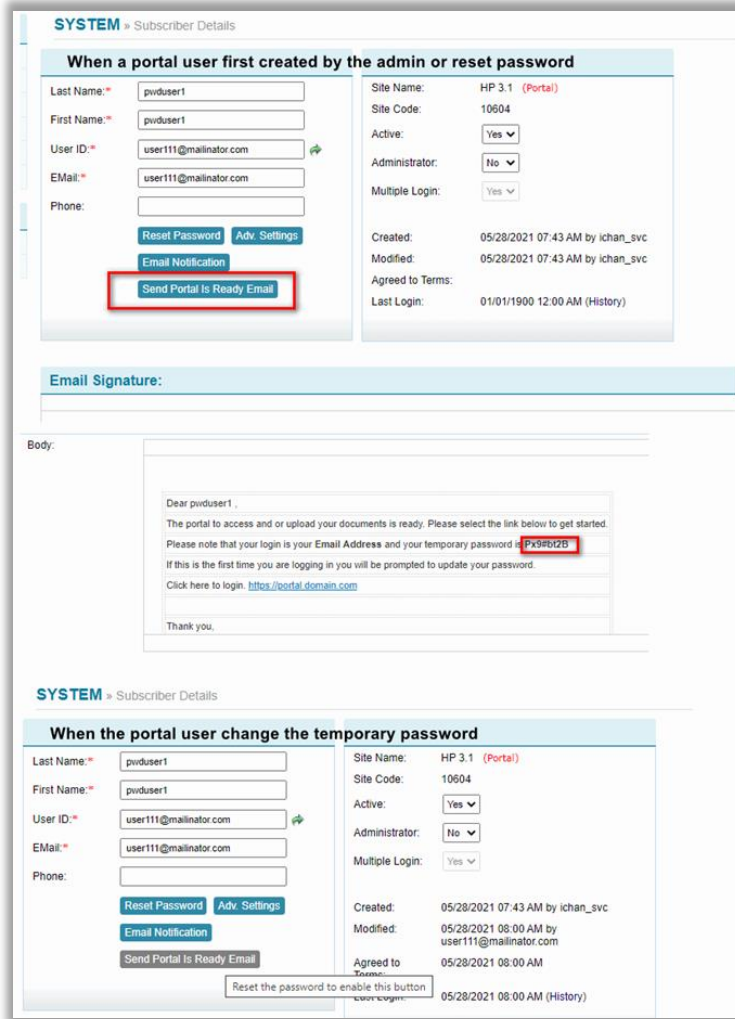 SYSTEM » Subscriber Details
When a portal user first created by the admin or reset password
Last Name:* pwduser1
First Name:* pwduser1
User ID:* user111@mailinator.com
EMail:* user111@mailinator.com
Phone:
Reset Password Adv. Settings
Email Notification
Send Portal Is Ready Email
Site Name: HP 3.1 (Portal)
Site Code: 10604
Active: Yes
Administrator: No
Multiple Login: Yes
Created: 05/28/2021 07:43 AM by ichan_svc
Modified: 05/28/2021 07:43 AM by ichan_svc
Agreed to Terms:
Last Login: 01/01/1900 12:00 AM (History)
Email Signature:
Body:
Dear pwduser1 ,
The portal to access and or upload your documents is ready. Please select the link below to get started.
Please note that your login is your Email Address and your temporary password is Px9#bt2B
If this is the first time you are logging in you will be prompted to update your password.
Click here to login. https://portal.domain.com
Thank you,
SYSTEM » Subscriber Details
When the portal user change the temporary password
Last Name:* pwduser1
First Name:* pwduser1
User ID:* user111@mailinator.com
EMail:* user111@mailinator.com
Phone:
Reset Password Adv. Settings
Email Notification
Send Portal Is Ready Email
Reset the password to enable this button
Site Name: HP 3.1 (Portal)
Site Code: 10604
Active: Yes
Administrator: No
Multiple Login: Yes
Created: 05/28/2021 07:43 AM by ichan_svc
Modified: 05/28/2021 08:00 AM by
user111@mailinator.com
Agreed to 05/28/2021 08:00 AM
Terms:
Last Login: 05/28/2021 08:00 AM (History)